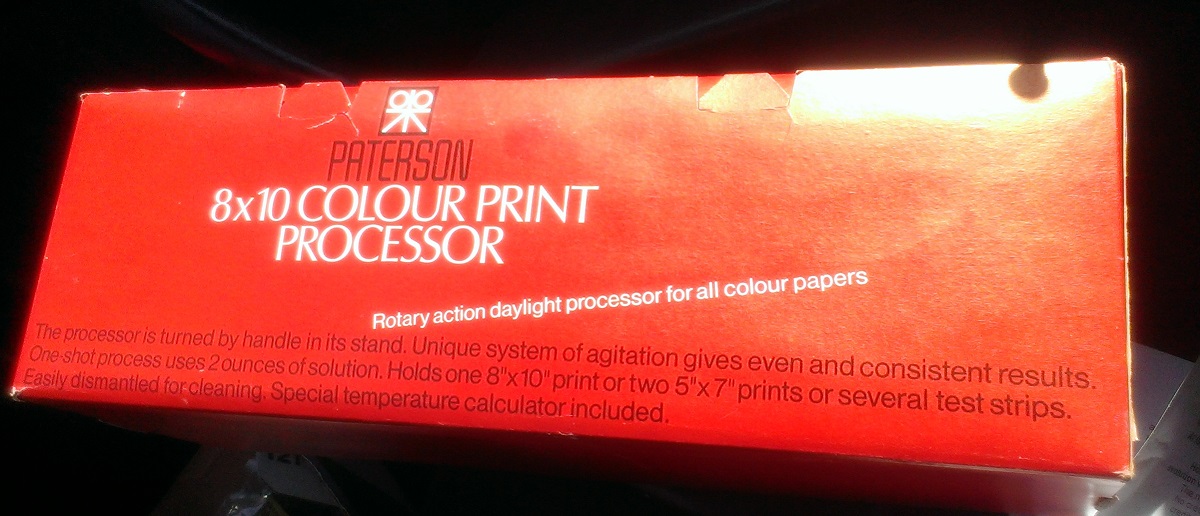 PATERSON
8x10 COLOUR PRINT
PROCESSOR
Rotary action daylight processor for all colour papers
The processor is turned by handle in its stand. Unique system of agitation gives even and consistent results.
One-shot process uses 2 ounces of solution. Holds one 8"x10" print or two 5"x7" prints or several test strips.
Easily dismantled for cleaning. Special temperature calculator included.